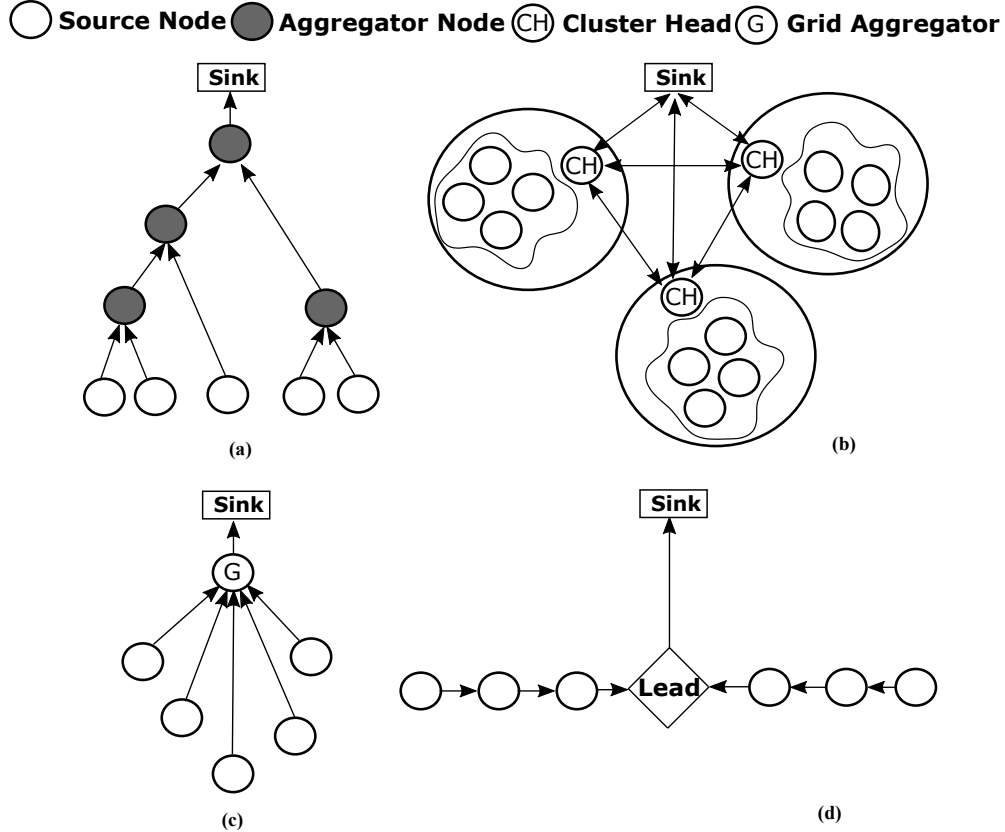 Source Node Aggregator Node CH Cluster Head G Grid Aggregator
Sink
Sink
CH
CH
CH
(a)
(b)
Sink
G
(c)
Sink
Lead
(d)